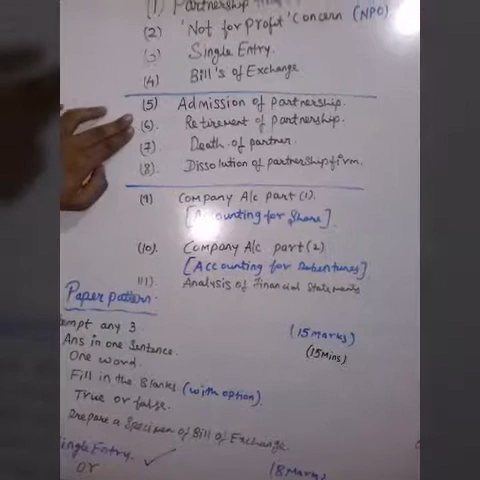 (1) Partnership
(2) 'Not for Profit' Concern (NPO)
(3) Single Entry.
(4) Bill's of Exchange
(5) Admission of partnership.
(6). Retirement of partnership.
(7). Death of partner.
(8). Dissolution of partnership firm.
(9) Company A/c part (1).
[Accounting for Share].
(10). Company A/c part (2)
[Accounting for Debentures]
(11). Analysis of Financial Statements
Paper pattern.
empt any 3 (15 Marks)
Ans in one Sentence. (15 Mins)
One word.
Fill in the Blanks (with option).
True or false.
Prepare a Specimen of Bill of Exchange.
Single Entry.
or (8 Marks